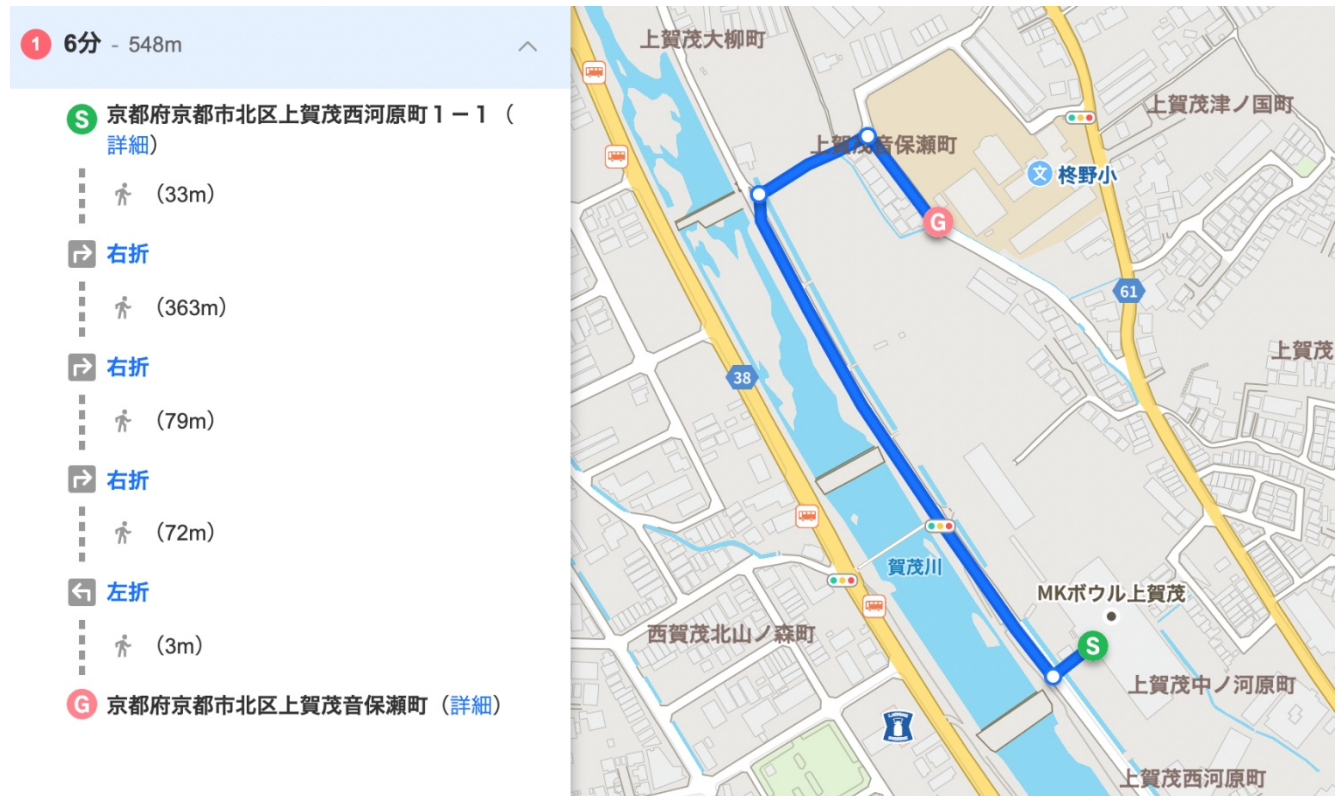 1 6分 - 548m
S 京都府京都市北区上賀茂西河原町１－１（
詳細）
（33m）
右折
（363m）
右折
（79m）
右折
（72m）
左折
（3m）
G 京都府京都市北区上賀茂音保瀬町（詳細）
上賀茂大柳町
上賀茂津ノ国町
上賀茂音保瀬町
文 柊野小
G
61
上賀茂
38
賀茂川
MKボウル上賀茂
西賀茂北山ノ森町
S
上賀茂中ノ河原町
上賀茂西河原町